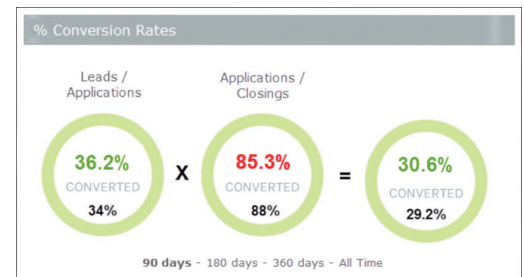 % Conversion Rates
Leads /
Applications
Applications /
Closings
36.2%
CONVERTED
34%
X
85.3%
CONVERTED
88%
=
30.6%
CONVERTED
29.2%
90 days - 180 days - 360 days - All Time